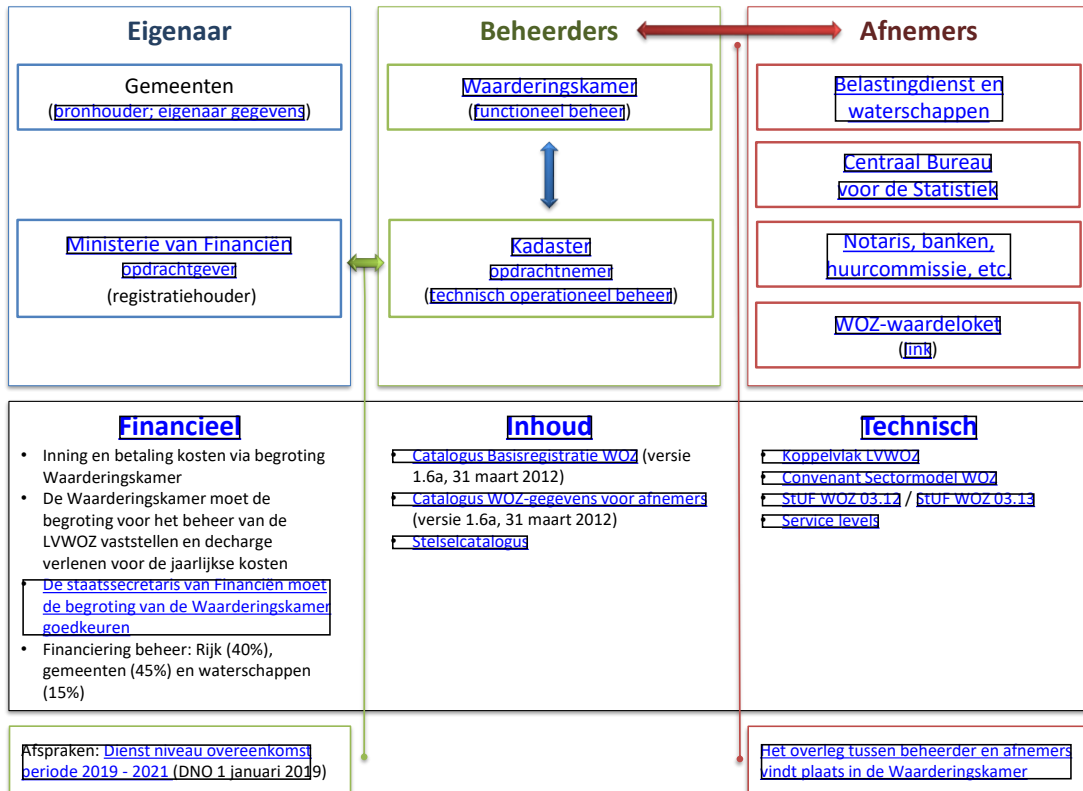 Eigenaar
Gemeenten
(bronhouder; eigenaar gegevens)
Ministerie van Financiën
opdrachtgever
(registratiehouder)
Beheerders
Waarderingskamer
(functioneel beheer)
Kadaster
opdrachtnemer
(technisch operationeel beheer)
Afnemers
Belastingdienst en
waterschappen
Centraal Bureau
voor de Statistiek
Notaris, banken,
huurcommissie, etc.
WOZ-waardeloket
(link)
Financieel
• Inning en betaling kosten via begroting
Waarderingskamer
• De Waarderingskamer moet de
begroting voor het beheer van de
LVWOZ vaststellen en decharge
verlenen voor de jaarlijkse kosten
• De staatssecretaris van Financiën moet
de begroting van de Waarderingskamer
goedkeuren
• Financiering beheer: Rijk (40%),
gemeenten (45%) en waterschappen
(15%)
Inhoud
• Catalogus Basisregistratie WOZ (versie
1.6a, 31 maart 2012)
• Catalogus WOZ-gegevens voor afnemers
(versie 1.6a, 31 maart 2012)
• Stelselcatalogus
Technisch
• Koppelvlak LVWOZ
• Convenant Sectormodel WOZ
• StUF WOZ 03.12 / StUF WOZ 03.13
• Service levels
Afspraken: Dienst niveau overeenkomst
periode 2019 - 2021 (DNO 1 januari 2019)
Het overleg tussen beheerder en afnemers
vindt plaats in de Waarderingskamer